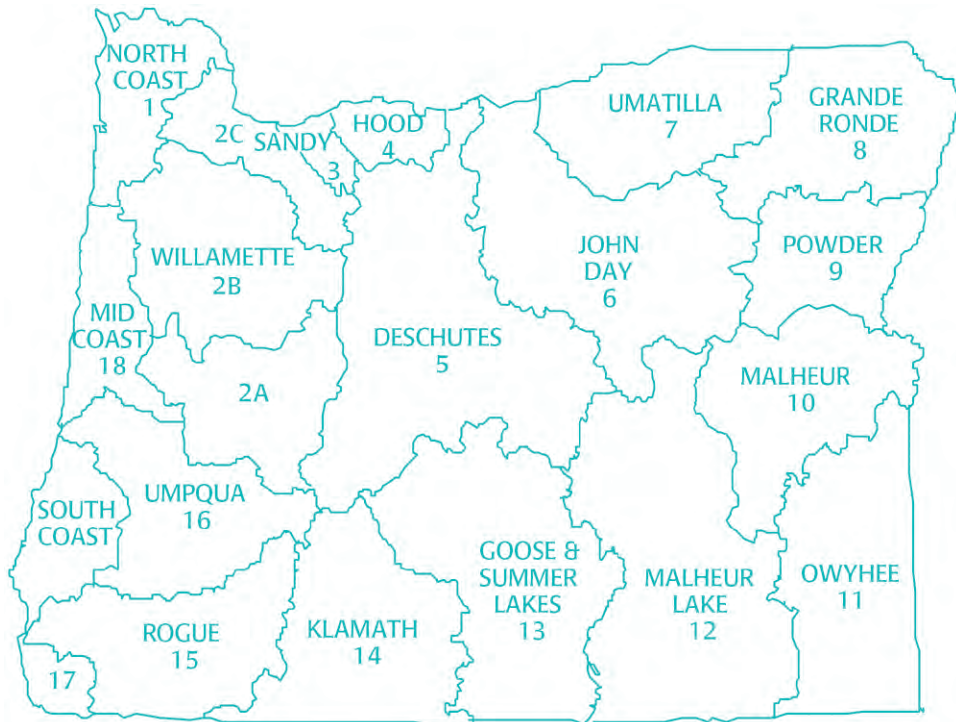 NORTH
COAST
1
2C
SANDY
3
HOOD
4
UMATILLA
7
GRANDE
RONDE
8
WILLAMETTE
2B
JOHN
DAY
6
POWDER
9
MID
COAST
18
DESCHUTES
5
2A
MALHEUR
10
SOUTH
COAST
UMPQUA
16
GOOSE &
SUMMER
LAKES
13
MALHEUR
LAKE
12
OWYHEE
11
ROGUE
15
KLAMATH
14
17